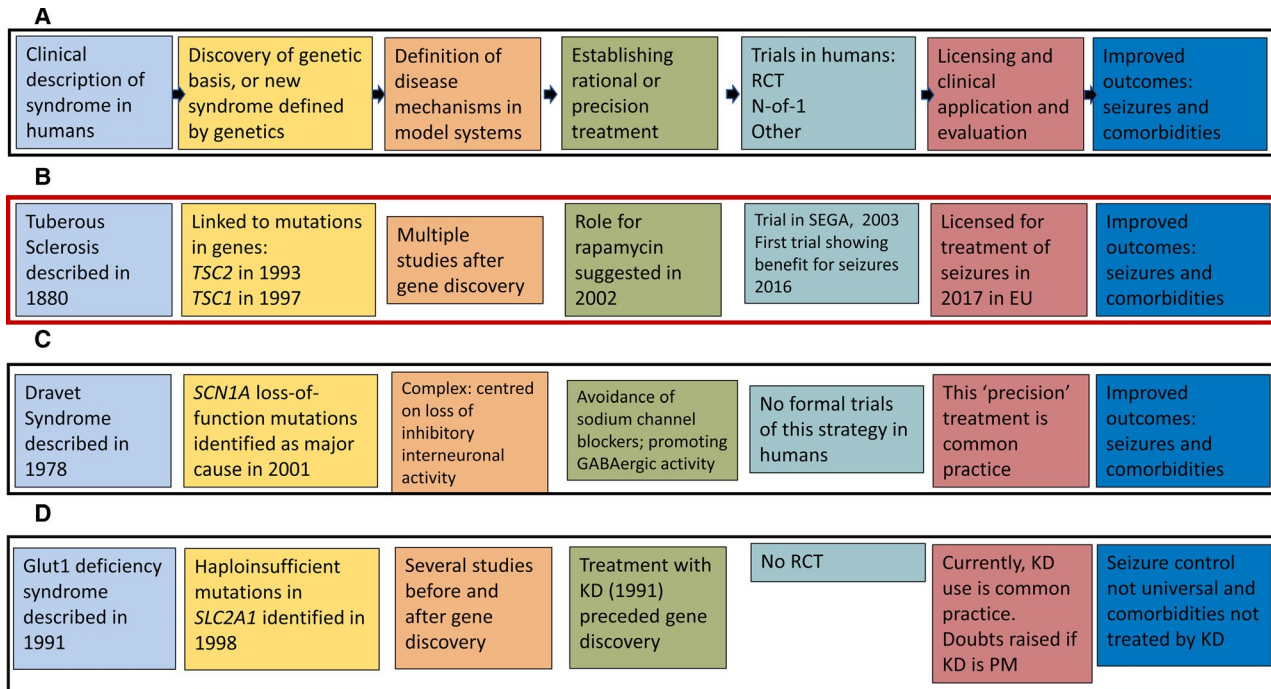 A
Clinical
description of
syndrome in
humans
Discovery of genetic
basis, or new
syndrome defined
by genetics
Definition of
disease
mechanisms in
model systems
Establishing
rational or
precision
treatment
Trials in humans:
RCT
N-of-1
Other
Licensing and
clinical
application and
evaluation
Improved
outcomes:
seizures and
comorbidities
B
Tuberous
Sclerosis
described in
1880
Linked to mutations
in genes:
TSC2 in 1993
TSC1 in 1997
Multiple
studies after
gene discovery
Role for
rapamycin
suggested in
2002
Trial in SEGA, 2003
First trial showing
benefit for seizures
2016
Licensed for
treatment of
seizures in
2017 in EU
Improved
outcomes:
seizures and
comorbidities
C
Dravet
Syndrome
described in
1978
SCN1A loss-of-
function mutations
identified as major
cause in 2001
Complex: centred
on loss of
inhibitory
interneuronal
activity
Avoidance of
sodium channel
blockers; promoting
GABAergic activity
No formal trials
of this strategy in
humans
This ‘precision’
treatment is
common
practice
Improved
outcomes:
seizures and
comorbidities
D
Glut1 deficiency
syndrome
described in
1991
Haploinsufficient
mutations in
SLC2A1 identified in
1998
Several studies
before and
after gene
discovery
Treatment with
KD (1991)
preceded gene
discovery
No RCT
Currently, KD
use is common
practice.
Doubts raised if
KD is PM
Seizure control
not universal and
comorbidities not
treated by KD